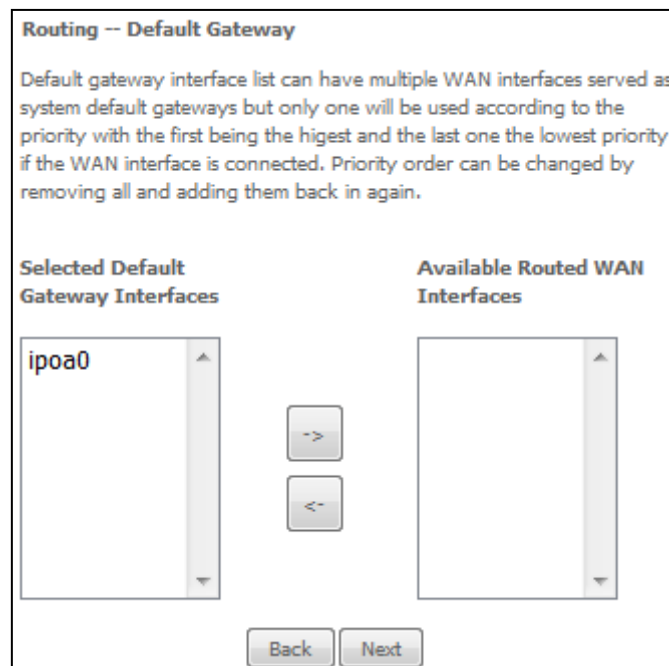 Routing -- Default Gateway
Default gateway interface list can have multiple WAN interfaces served as
system default gateways but only one will be used according to the
priority with the first being the higest and the last one the lowest priority
if the WAN interface is connected. Priority order can be changed by
removing all and adding them back in again.
Selected Default
Gateway Interfaces
Available Routed WAN
Interfaces
ipoa0
->
<-
Back
Next